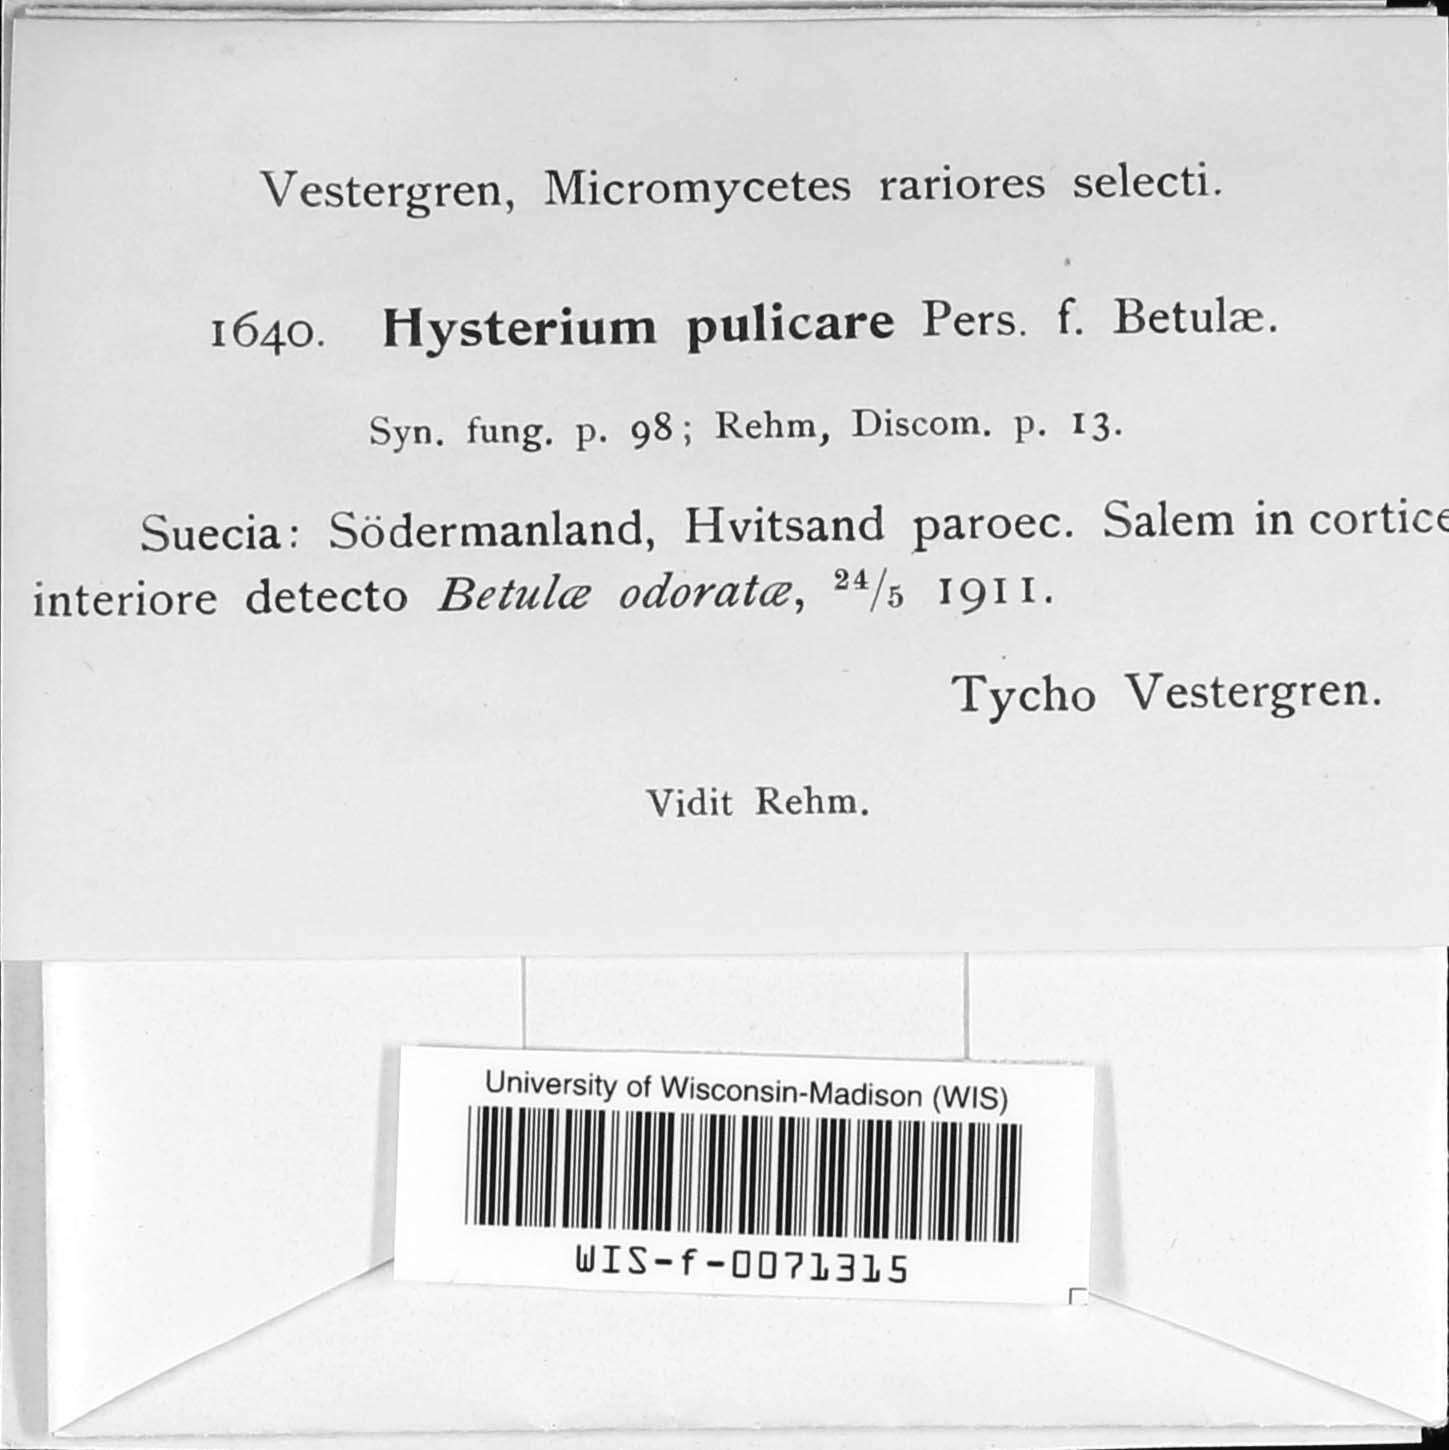 Vestergren, Micromycetes rariores selecti.
1640. Hysterium pulicare Pers. f. Betulæ.
Syn. fung. p. 98; Rehm, Discom. p. 13.
Suecia: Södermanland, Hvitsand paroec. Salem in cortice
interiore detecto Betulæ odoratæ, 24/5 1911.
Tycho Vestergren.
Vidit Rehm.
University of Wisconsin-Madison (WIS)
WIS-f-0071315